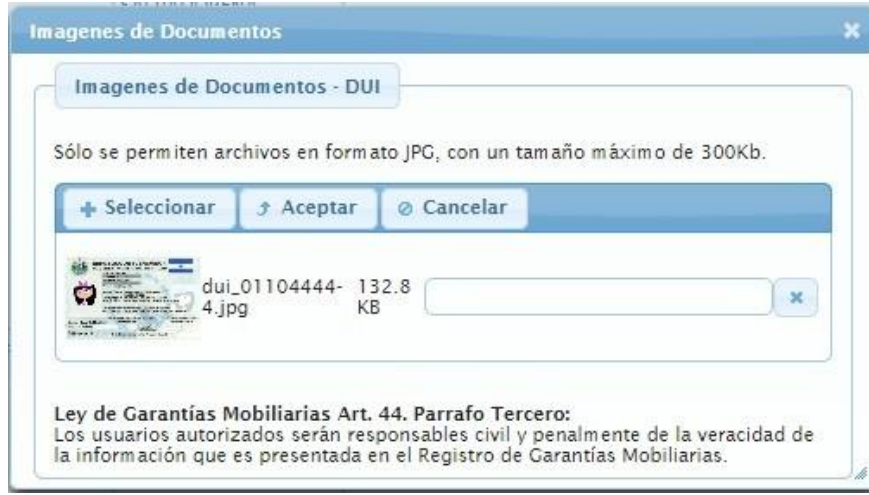 Imagenes de Documentos
Imagenes de Documentos - DUI
Sólo se permiten archivos en formato JPG, con un tamaño máximo de 300Kb.
Seleccionar Aceptar Cancelar
dui_01104444- 132.8
4.jpg KB
Ley de Garantías Mobiliarias Art. 44. Parrafo Tercero:
Los usuarios autorizados serán responsables civil y penalmente de la veracidad de
la información que es presentada en el Registro de Garantías Mobiliarias.